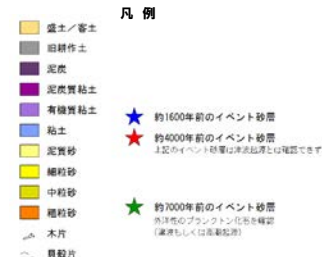 凡 例
盛土/客土
旧耕作土
泥炭
泥炭質粘土
有機質粘土
粘土
泥質砂
細粒砂
中粒砂
粗粒砂
木片
貝殻片
約1600年前のイベント砂層
約4000年前のイベント砂層
上記のイベント砂層は津波起源とは確認できず
約7000年前のイベント砂層
外洋性のプランクトン化石を確認
(津波もしくは高潮起源)